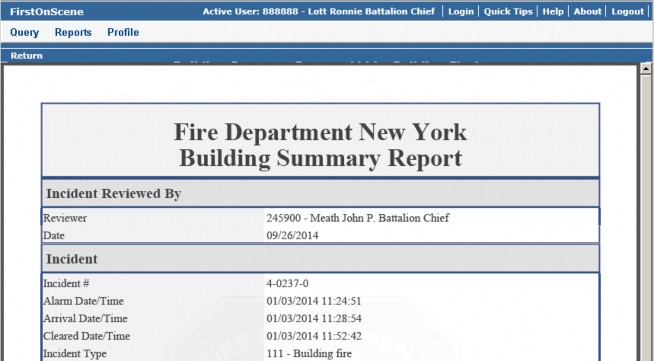 FirstOnScene
Active User: 888888 - Lott Ronnie Battalion Chief | Login | Quick Tips | Help | About | Logout |
Query Reports Profile
Return
Fire Department New York
Building Summary Report
Incident Reviewed By
Reviewer 245900 - Meath John P. Battalion Chief
Date 09/26/2014
Incident
Incident # 4-0237-0
Alarm Date/Time 01/03/2014 11:24:51
Arrival Date/Time 01/03/2014 11:28:54
Cleared Date/Time 01/03/2014 11:52:42
Incident Type 111 - Building fire